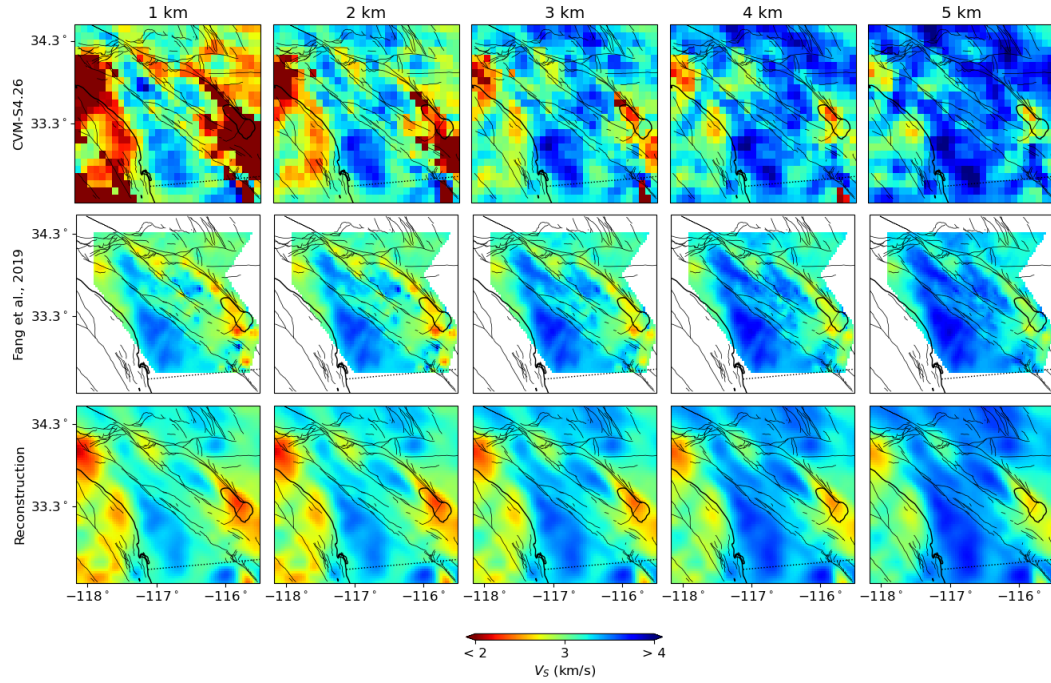 1 km 2 km 3 km 4 km 5 km
CVM-S4.26
34.3°
33.3°
Fang et al., 2019
34.3°
33.3°
Reconstruction
34.3°
33.3°
−118° −117° −116° −118° −117° −116° −118° −117° −116° −118° −117° −116° −118° −117° −116°
< 2 3 > 4
V_S (km/s)